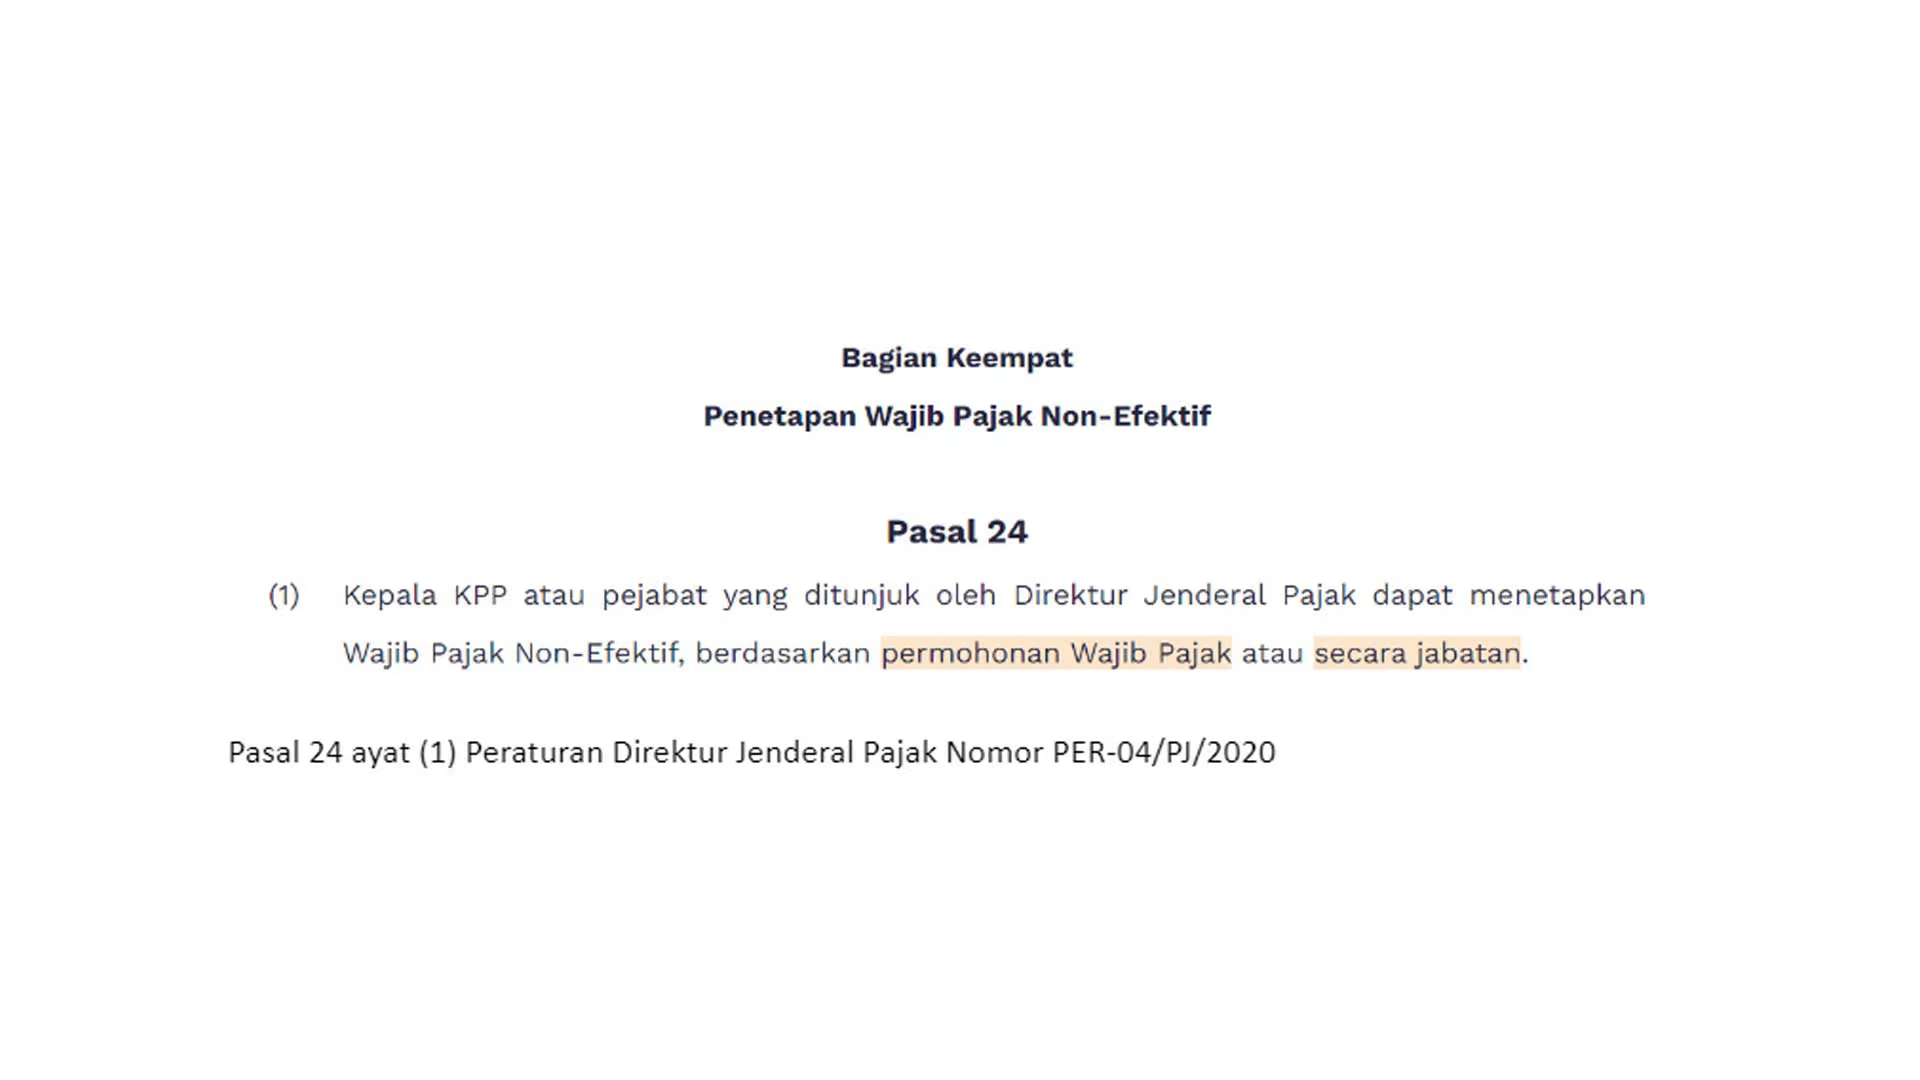 Bagian Keempat
Penetapan Wajib Pajak Non-Efektif
Pasal 24
(1) Kepala KPP atau pejabat yang ditunjuk oleh Direktur Jenderal Pajak dapat menetapkan
Wajib Pajak Non-Efektif, berdasarkan permohonan Wajib Pajak atau secara jabatan.
Pasal 24 ayat (1) Peraturan Direktur Jenderal Pajak Nomor PER-04/PJ/2020